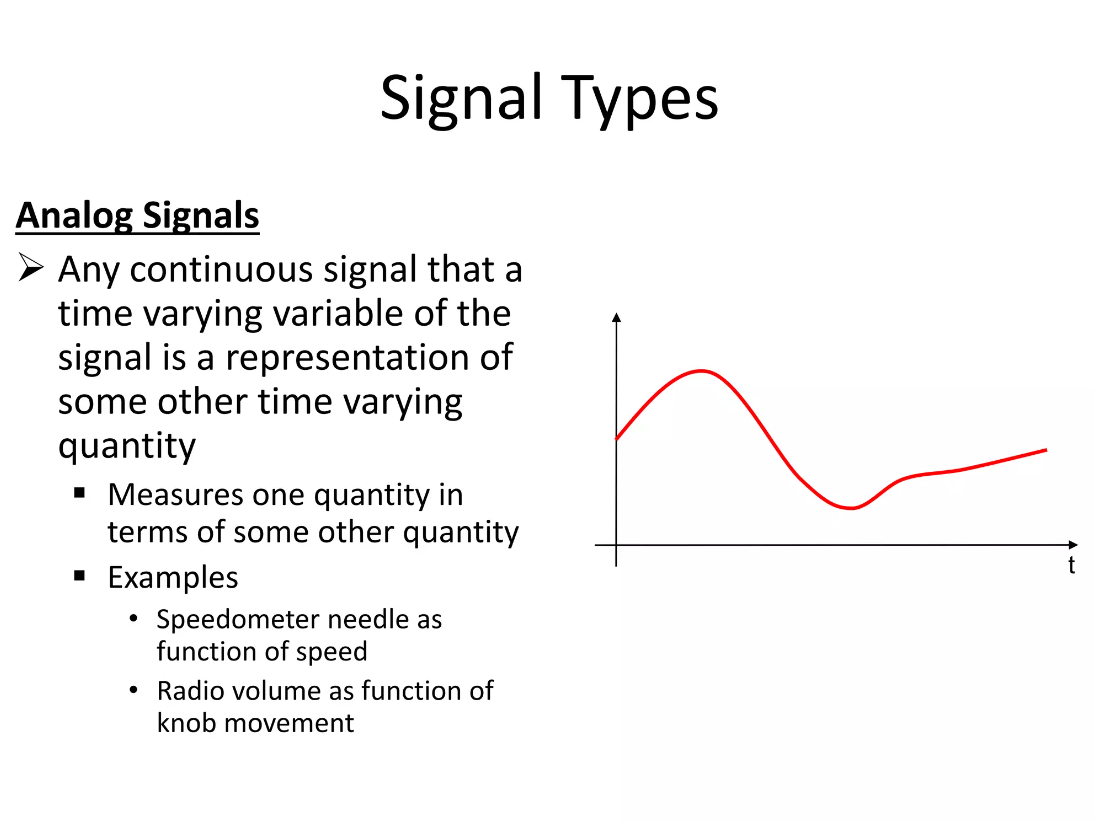 Signal Types
Analog Signals
➢ Any continuous signal that a
time varying variable of the
signal is a representation of
some other time varying
quantity
▪ Measures one quantity in
terms of some other quantity
▪ Examples
• Speedometer needle as
function of speed
• Radio volume as function of
knob movement
t